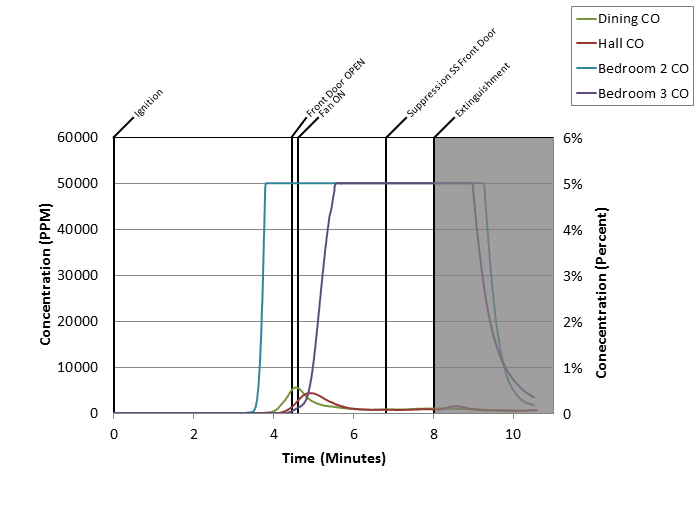 Dining CO
Hall CO
Bedroom 2 CO
Bedroom 3 CO
Ignition
Front Door OPEN
Fan ON
Suppression SS Front Door
Extinguishment
60000
50000
40000
30000
20000
10000
0
6%
5%
4%
3%
2%
1%
0
Concentration (PPM)
Conecentration (Percent)
0 2 4 6 8 10
Time (Minutes)